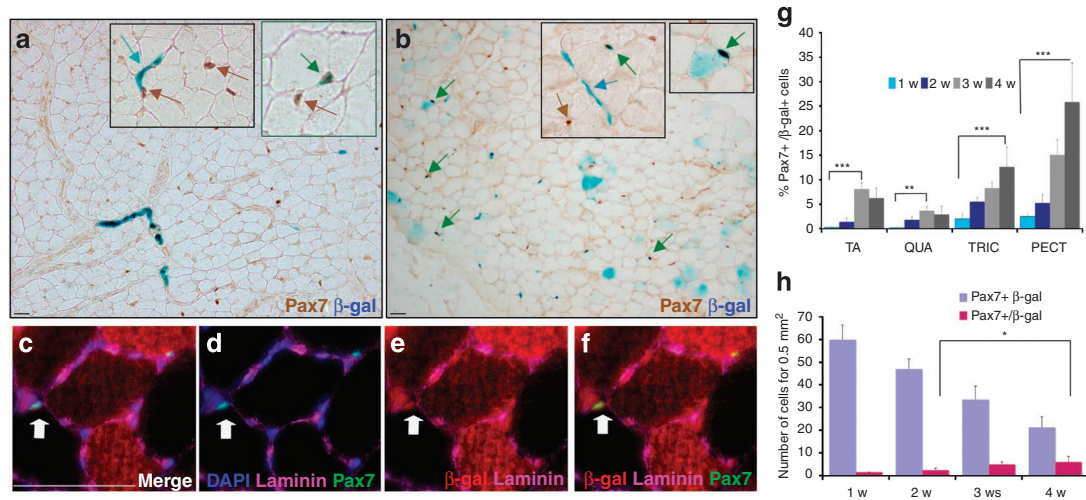 a
Pax7 β-gal
b
Pax7 β-gal
c
Merge
d
DAPI Laminin Pax7
e
β-gal Laminin
f
β-gal Laminin
g
% Pax7+ /β-gal+ cells
40
35
30
25
20
15
10
5
0
1 w 2 w 3 w 4 w
***
**
***
***
TA QUA TRIC PECT
h
Number of cells for 0.5 mm²
Pax7+ β-gal
Pax7+/β-gal
70
60
50
40
30
20
10
0
*
1 w 2 w 3 ws 4 w